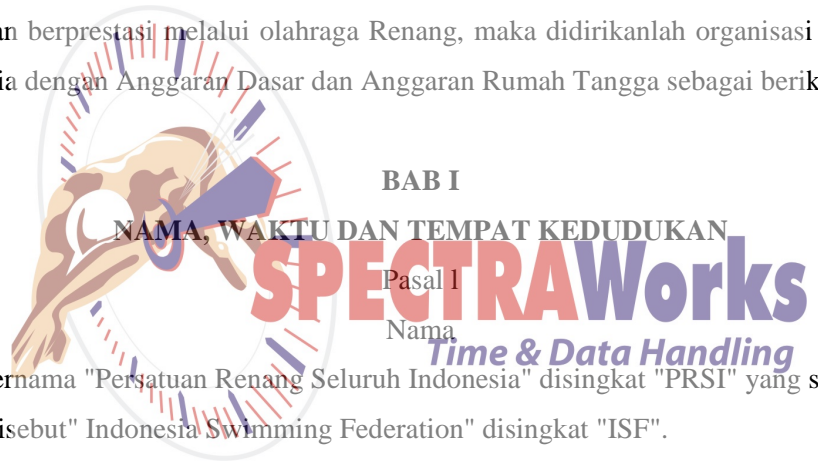 an berprestasi melalui olahraga Renang, maka didirikanlah organisasi
ia dengan Anggaran Dasar dan Anggaran Rumah Tangga sebagai berik
BAB I
NAMA, WAKTU DAN TEMPAT KEDUDUKAN
Pasal 1
Nama
SPECTRAWorks
Time & Data Handling
ernama "Persatuan Renang Seluruh Indonesia" disingkat "PRSI" yang s
isebut" Indonesia Swimming Federation" disingkat "ISF".